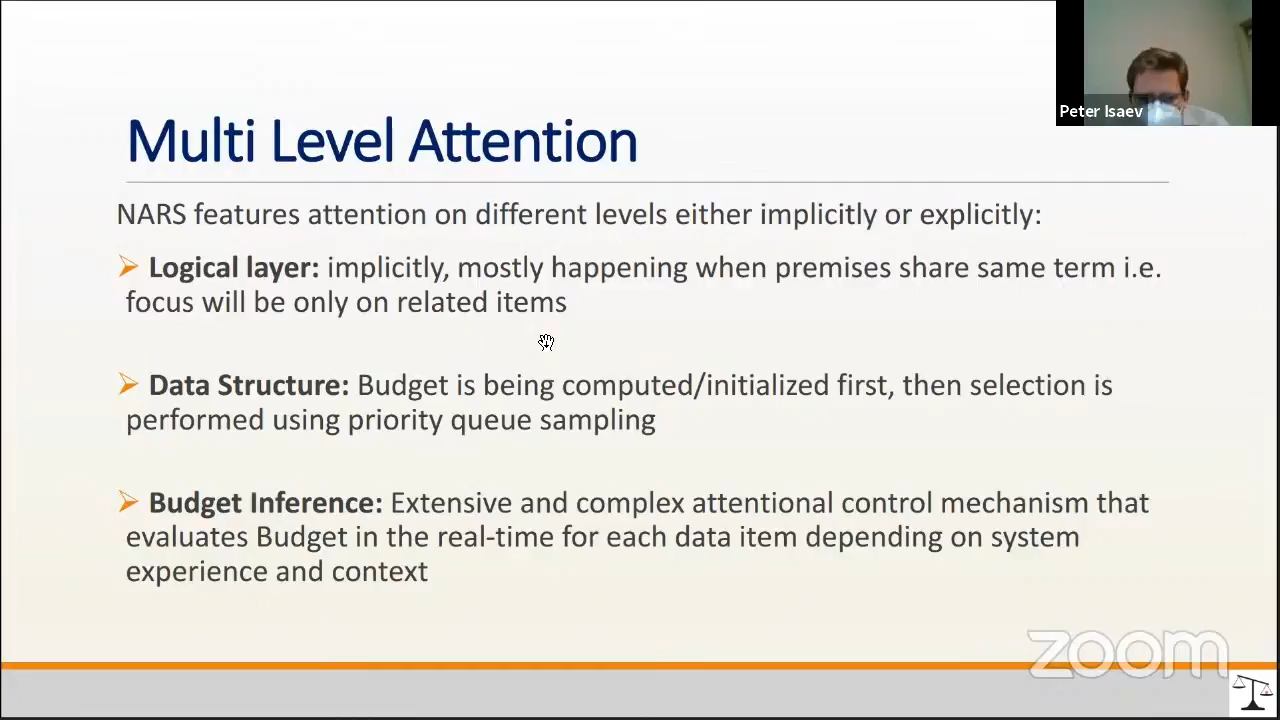 Peter Isaev
Multi Level Attention
NARS features attention on different levels either implicitly or explicitly:
Logical layer: implicitly, mostly happening when premises share same term i.e.
focus will be only on related items
Data Structure: Budget is being computed/initialized first, then selection is
performed using priority queue sampling
Budget Inference: Extensive and complex attentional control mechanism that
evaluates Budget in the real-time for each data item depending on system
experience and context
zoom